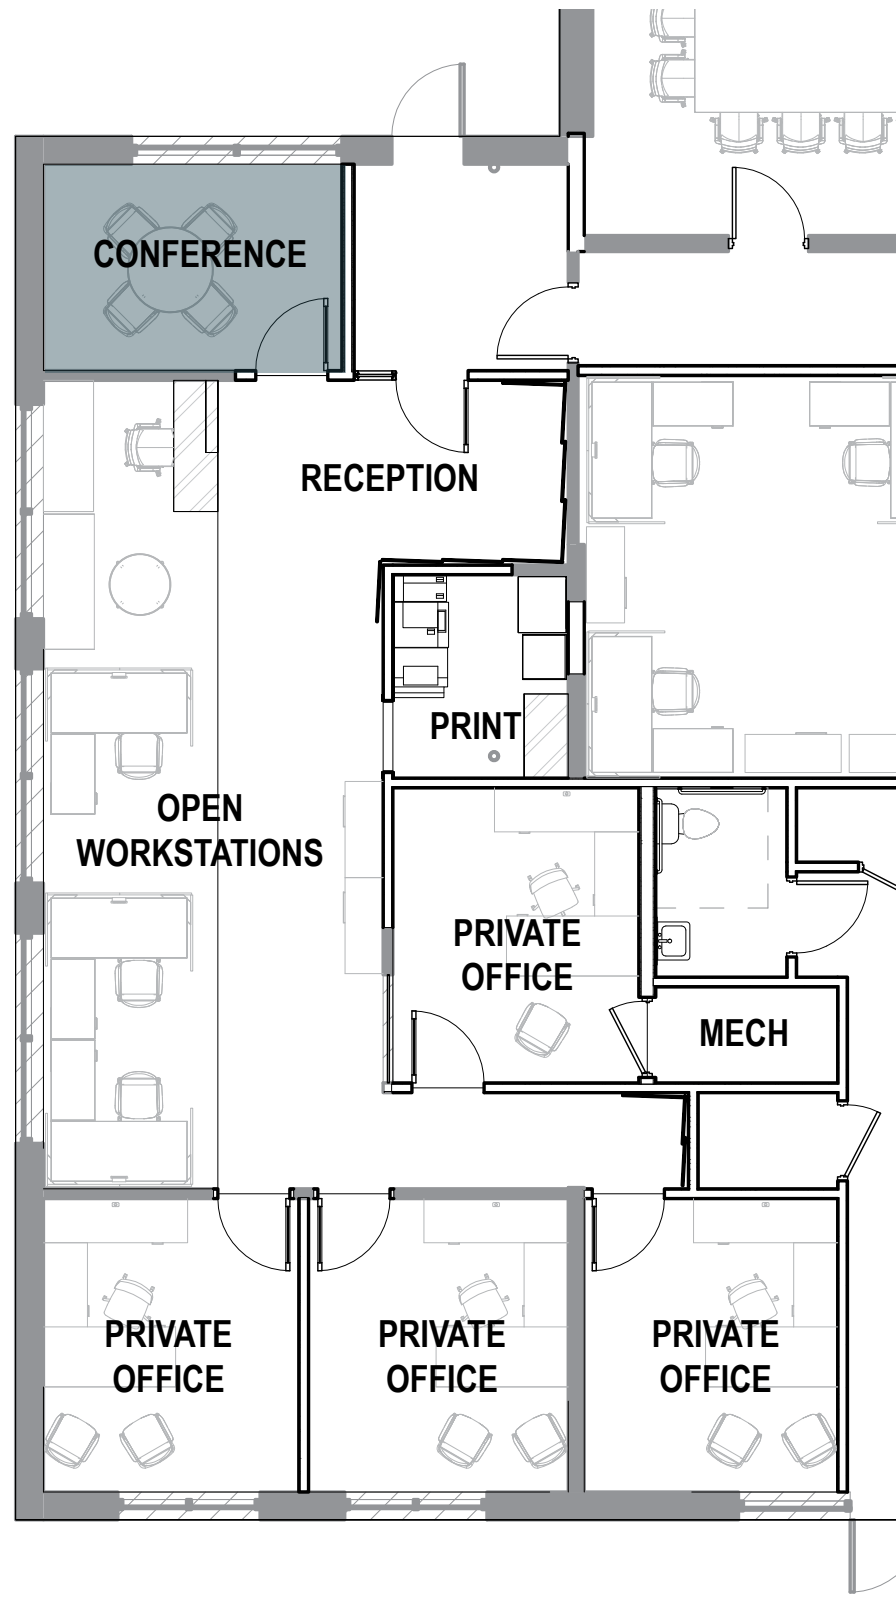 CONFERENCE
RECEPTION
PRINT
OPEN
WORKSTATIONS
PRIVATE
OFFICE
MECH
PRIVATE
OFFICE
PRIVATE
OFFICE
PRIVATE
OFFICE